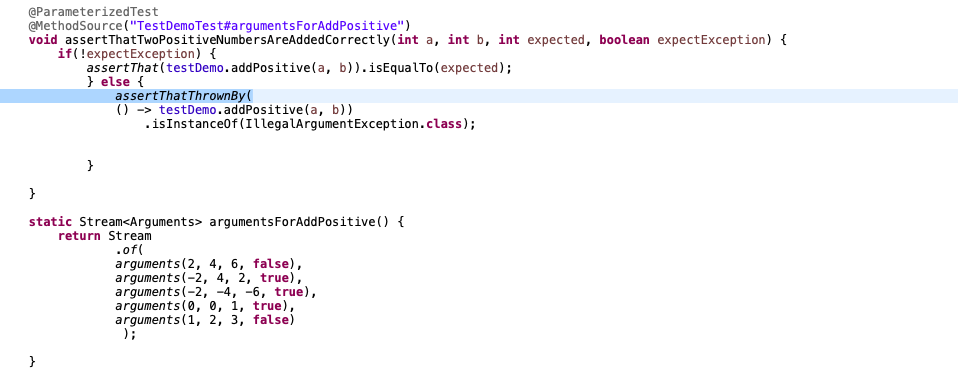 @ParameterizedTest
@MethodSource("TestDemoTest#argumentsForAddPositive")
void assertThatTwoPositiveNumbersAreAddedCorrectly(int a, int b, int expected, boolean expectException) {
if(!expectException) {
assertThat(testDemo.addPositive(a, b)).isEqualTo(expected);
} else {
assertThatThrownBy(
() -> testDemo.addPositive(a, b))
.isInstanceOf(IllegalArgumentException.class);
}
}
static Stream<Arguments> argumentsForAddPositive() {
return Stream
.of(
arguments(2, 4, 6, false),
arguments(-2, 4, 2, true),
arguments(-2, -4, -6, true),
arguments(0, 0, 1, true),
arguments(1, 2, 3, false)
);
}